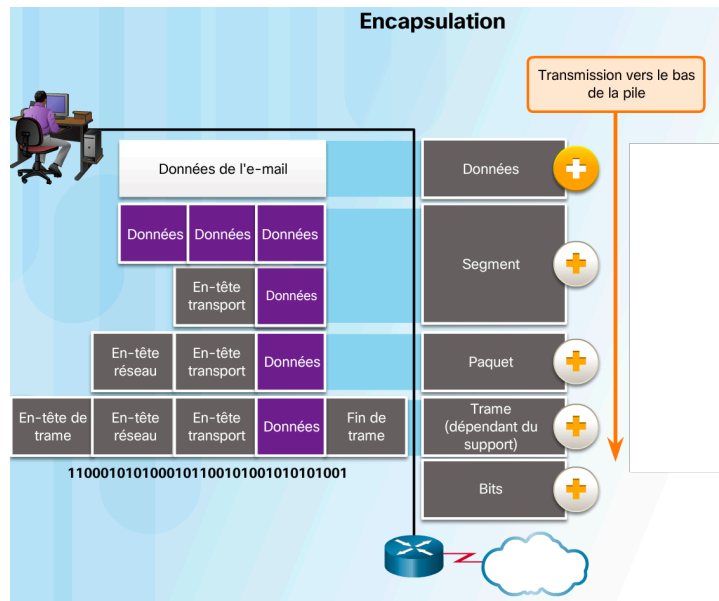 Encapsulation
Transmission vers le bas
de la pile
Données de l'e-mail
Données
Données
Données
Données
Segment
En-tête
transport
Données
En-tête
réseau
En-tête
transport
Données
Paquet
En-tête de
trame
En-tête
réseau
En-tête
transport
Données
Fin de
trame
Trame
(dépendant du
support)
1100010101000101100101001010101001
Bits